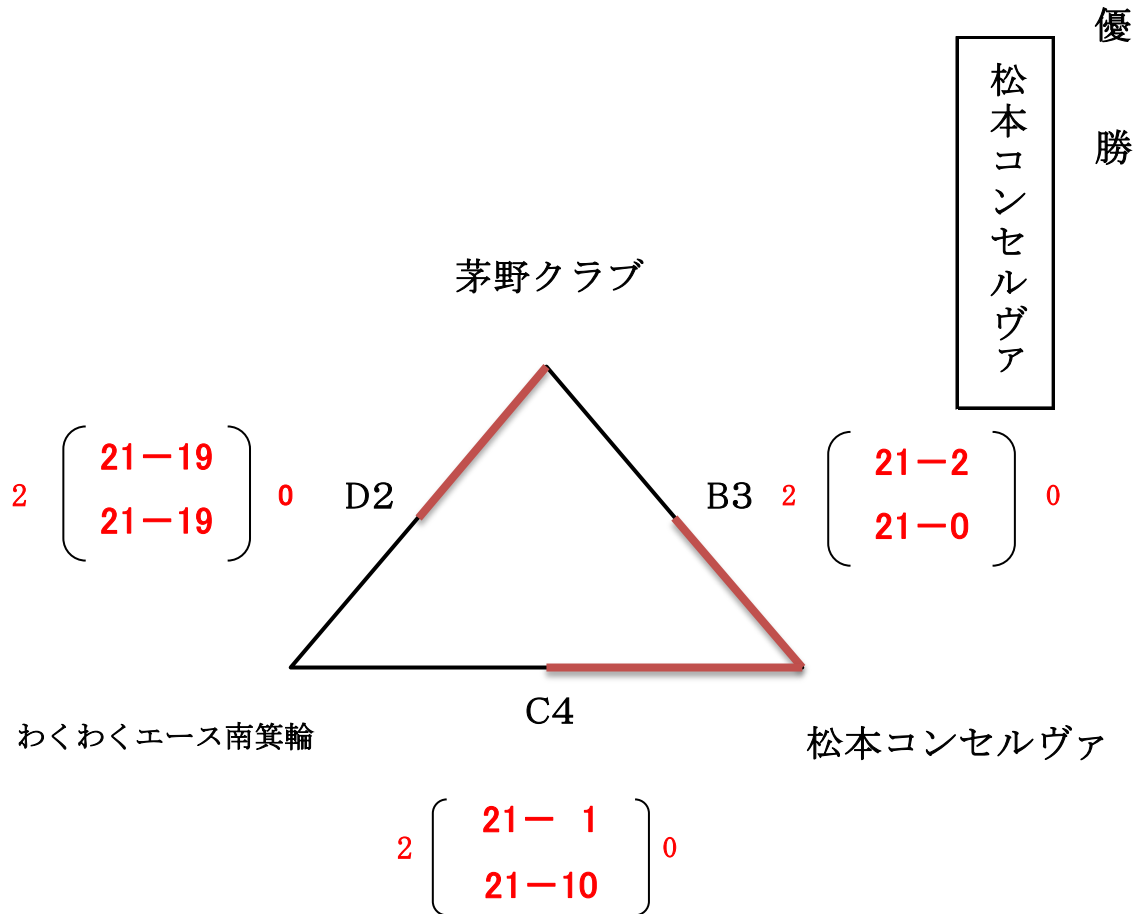 優勝
松本コンセルヴァ
茅野クラブ
2 21－19 0
21－19
D2
B3
2 21－2 0
21－0
C4
わくわくエース南箕輪
松本コンセルヴァ
2 21－ 1 0
21－10